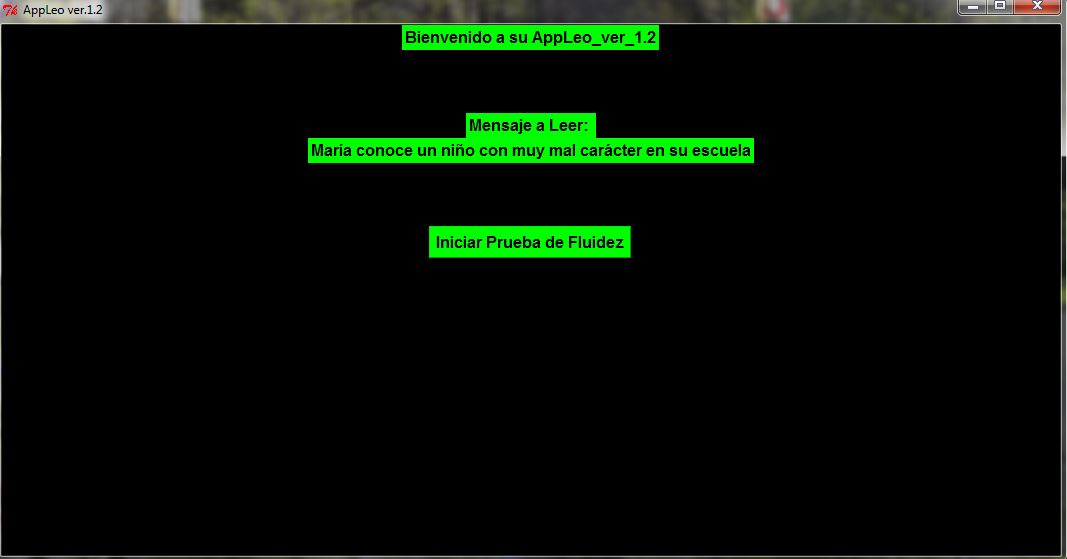 AppLeo ver.1.2
Bienvenido a su AppLeo_ver_1.2
Mensaje a Leer:
María conoce un niño con muy mal carácter en su escuela
Iniciar Prueba de Fluidez